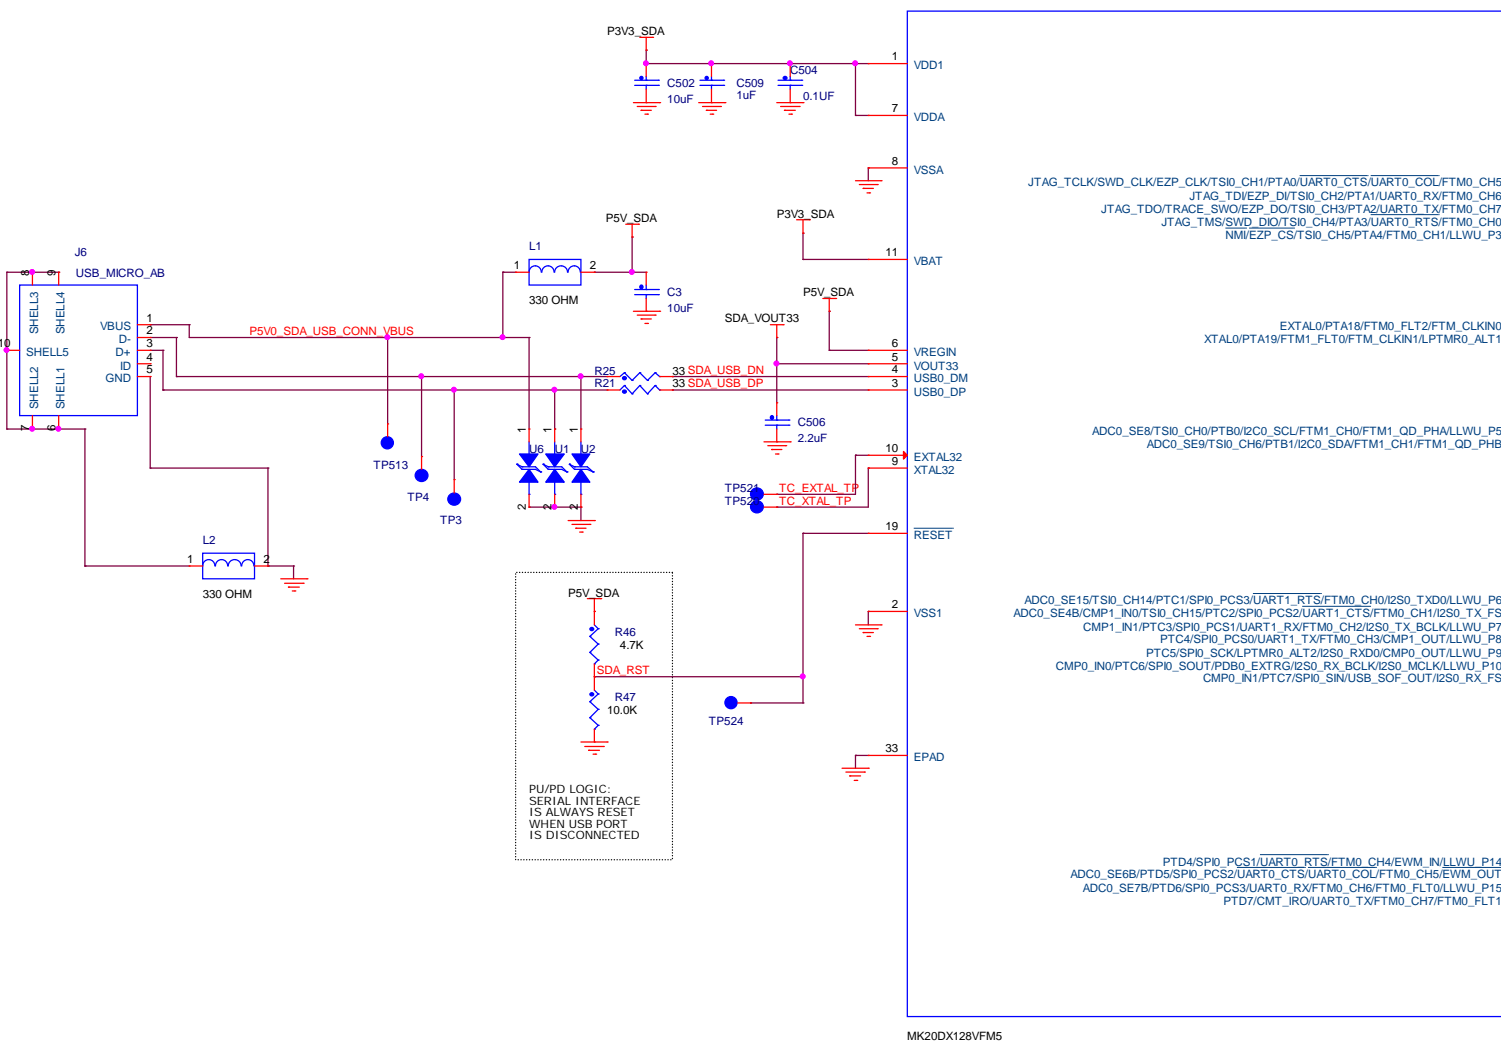 P3V3_SDA
C502
10uF
C509
1uF
C504
0.1UF
1
VDD1
7
VDDA
8
VSSA
JTAG_TCLK/SWD_CLK/EZP_CLK/TSI0_CH1/PTA0/UART0_CTS/UART0_COL/FTM0_CH5
JTAG_TDI/EZP_DI/TSI0_CH2/PTA1/UART0_RX/FTM0_CH6
JTAG_TDO/TRACE_SWO/EZP_DO/TSI0_CH3/PTA2/UART0_TX/FTM0_CH7
JTAG_TMS/SWD_DIO/TSI0_CH4/PTA3/UART0_RTS/FTM0_CH0
NMI/EZP_CS/TSI0_CH5/PTA4/FTM0_CH1/LLWU_P3
P5V_SDA
P3V3_SDA
L1
1
2
330 OHM
C3
10uF
11
VBAT
J6
USB_MICRO_AB
8
9
SHELL3
SHELL4
10
SHELL5
SHELL2
SHELL1
7
6
VBUS
1
D-
2
D+
3
ID
4
GND
5
P5V0_SDA_USB_CONN_VBUS
P5V_SDA
SDA_VOUT33
EXTAL0/PTA18/FTM0_FLT2/FTM_CLKIN0
XTAL0/PTA19/FTM1_FLT0/FTM_CLKIN1/LPTMR0_ALT1
6
VREGIN
5
VOUT33
4
USB0_DM
3
USB0_DP
R25
33
SDA_USB_DN
R21
33
SDA_USB_DP
C506
2.2uF
ADC0_SE8/TSI0_CH0/PTB0/I2C0_SCL/FTM1_CH0/FTM1_QD_PHA/LLWU_P5
ADC0_SE9/TSI0_CH6/PTB1/I2C0_SDA/FTM1_CH1/FTM1_QD_PHB
1
1
1
U6
U1
U2
2
2
2
TP513
TP4
TP3
10
EXTAL32
9
XTAL32
TC_EXTAL_TP
TC_XTAL_TP
19
RESET
L2
1
2
330 OHM
P5V_SDA
R46
4.7K
SDA_RST
R47
10.0K
TP524
2
VSS1
ADC0_SE15/TSI0_CH14/PTC1/SPI0_PCS3/UART1_RTS/FTM0_CH0/I2S0_TXD0/LLWU_P6
ADC0_SE4B/CMP1_IN0/TSI0_CH15/PTC2/SPI0_PCS2/UART1_CTS/FTM0_CH1/I2S0_TX_FS
CMP1_IN1/PTC3/SPI0_PCS1/UART1_RX/FTM0_CH2/I2S0_TX_BCLK/LLWU_P7
PTC4/SPI0_PCS0/UART1_TX/FTM0_CH3/CMP1_OUT/LLWU_P8
PTC5/SPI0_SCK/LPTMR0_ALT2/I2S0_RXD0/CMP0_OUT/LLWU_P9
CMP0_IN0/PTC6/SPI0_SOUT/PDB0_EXTRG/I2S0_RX_BCLK/I2S0_MCLK/LLWU_P10
CMP0_IN1/PTC7/SPI0_SIN/USB_SOF_OUT/I2S0_RX_FS
33
EPAD
PU/PD LOGIC:
SERIAL INTERFACE
IS ALWAYS RESET
WHEN USB PORT
IS DISCONNECTED
PTD4/SPI0_PCS1/UART0_RTS/FTM0_CH4/EWM_IN/LLWU_P14
ADC0_SE6B/PTD5/SPI0_PCS2/UART0_CTS/UART0_COL/FTM0_CH5/EWM_OUT
ADC0_SE7B/PTD6/SPI0_PCS3/UART0_RX/FTM0_CH6/FTM0_FLT0/LLWU_P15
PTD7/CMT_IRO/UART0_TX/FTM0_CH7/FTM0_FLT1
MK20DX128VFM5